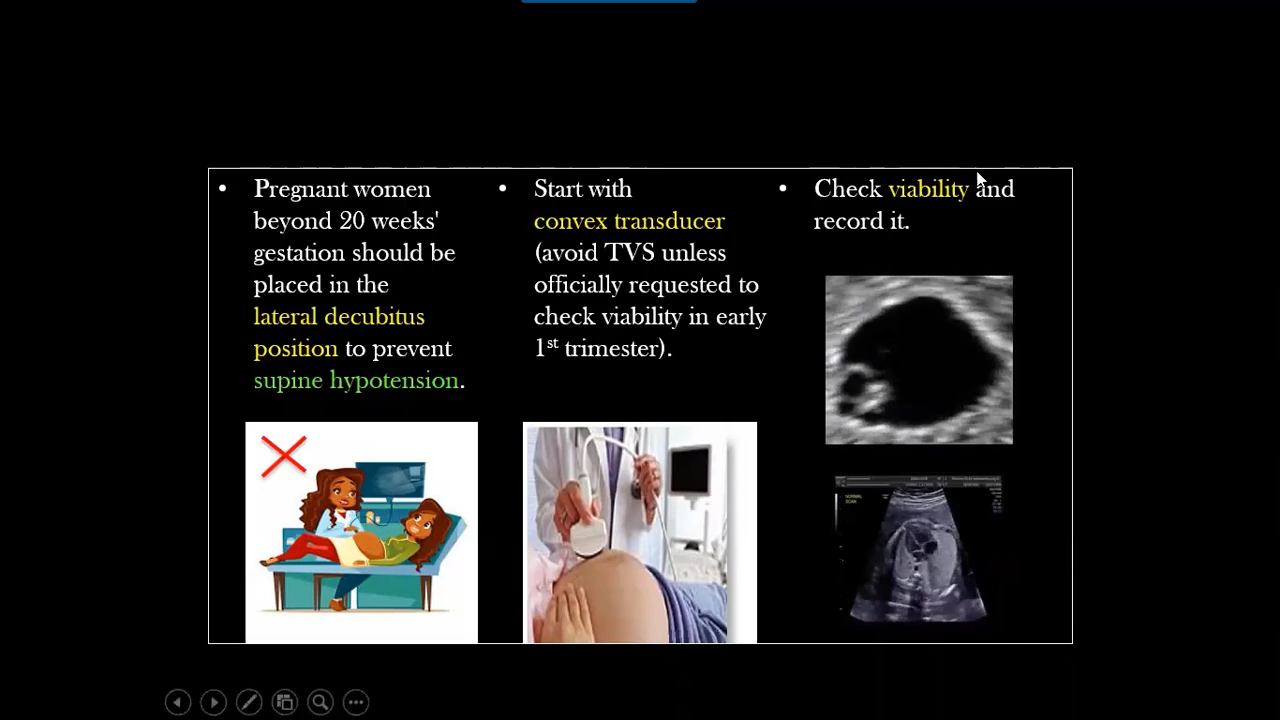 • Pregnant women
beyond 20 weeks'
gestation should be
placed in the
lateral decubitus
position to prevent
supine hypotension.
• Start with
convex transducer
(avoid TVS unless
officially requested to
check viability in early
1st trimester).
• Check viability and
record it.
NORMAL
SCAN